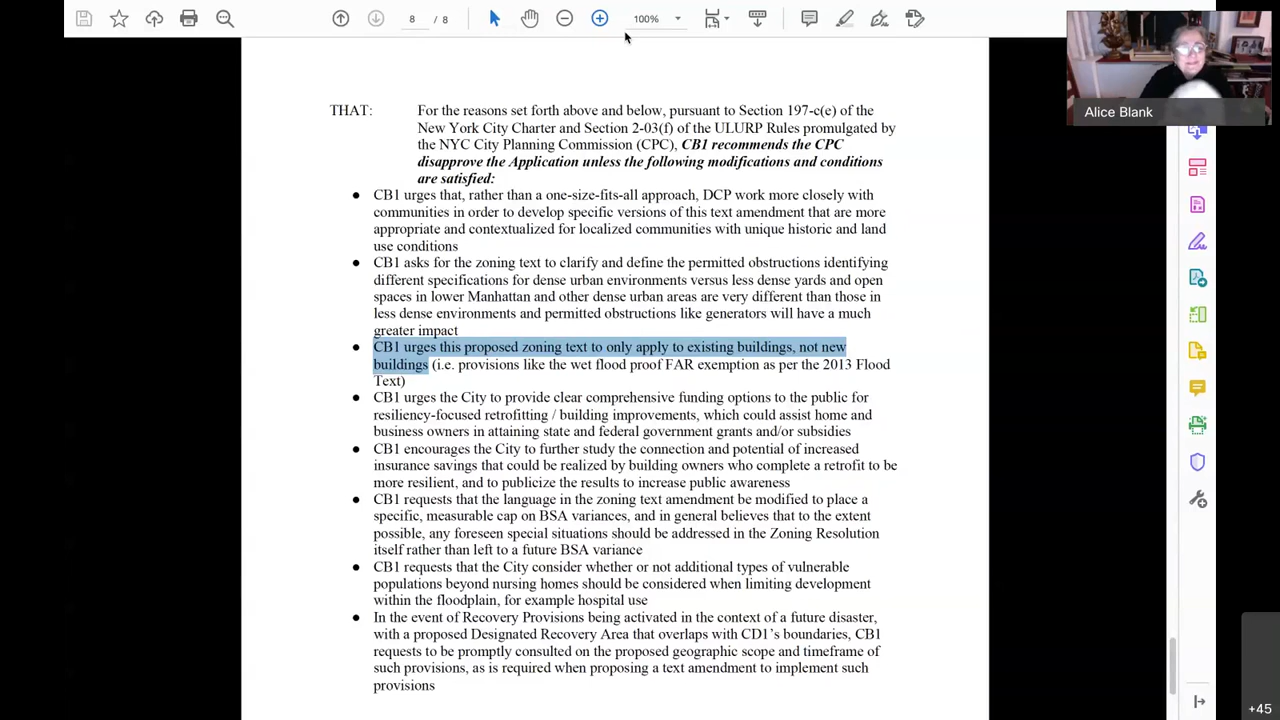 8 / 8
100%
Alice Blank
THAT: For the reasons set forth above and below, pursuant to Section 197-c(e) of the
New York City Charter and Section 2-03(f) of the ULURP Rules promulgated by
the NYC City Planning Commission (CPC), CB1 recommends the CPC
disapprove the Application unless the following modifications and conditions
are satisfied:
● CB1 urges that, rather than a one-size-fits-all approach, DCP work more closely with
communities in order to develop specific versions of this text amendment that are more
appropriate and contextualized for localized communities with unique historic and land
use conditions
● CB1 asks for the zoning text to clarify and define the permitted obstructions identifying
different specifications for dense urban environments versus less dense yards and open
spaces in lower Manhattan and other dense urban areas are very different than those in
less dense environments and permitted obstructions like generators will have a much
greater impact
● CB1 urges this proposed zoning text to only apply to existing buildings, not new
buildings (i.e. provisions like the wet flood proof FAR exemption as per the 2013 Flood
Text)
● CB1 urges the City to provide clear comprehensive funding options to the public for
resiliency-focused retrofitting / building improvements, which could assist home and
business owners in attaining state and federal government grants and/or subsidies
● CB1 encourages the City to further study the connection and potential of increased
insurance savings that could be realized by building owners who complete a retrofit to be
more resilient, and to publicize the results to increase public awareness
● CB1 requests that the language in the zoning text amendment be modified to place a
specific, measurable cap on BSA variances, and in general believes that to the extent
possible, any foreseen special situations should be addressed in the Zoning Resolution
itself rather than left to a future BSA variance
● CB1 requests that the City consider whether or not additional types of vulnerable
populations beyond nursing homes should be considered when limiting development
within the floodplain, for example hospital use
● In the event of Recovery Provisions being activated in the context of a future disaster,
with a proposed Designated Recovery Area that overlaps with CD1's boundaries, CB1
requests to be promptly consulted on the proposed geographic scope and timeframe of
such provisions, as is required when proposing a text amendment to implement such
provisions
+45